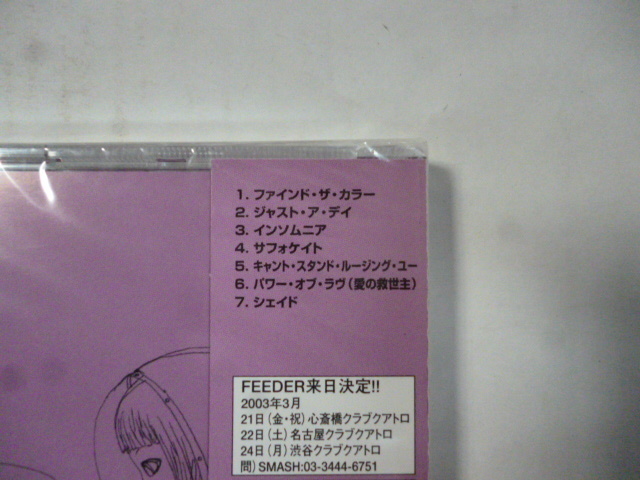 1. ファインド・ザ・カラー
2. ジャスト・ア・デイ
3. インソムニア
4. サフォケイト
5. キャント・スタンド・ルージング・ユー
6. パワー・オブ・ラヴ(愛の救世主)
7. シェイド
FEEDER来日決定!!
2003年3月
21日(金・祝)心斎橋クラブクアトロ
22日(土)名古屋クラブクアトロ
24日(月)渋谷クラブクアトロ
問)SMASH:03-3444-6751